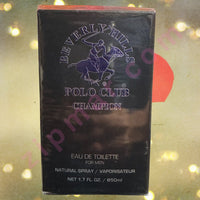 BEVERLY HILLS
POLO CLUB
CHAMPION
EAU DE TOILETTE
FOR MEN
NATURAL SPRAY / VAPORISATEUR
NET 1.7 FL. OZ / 50ml